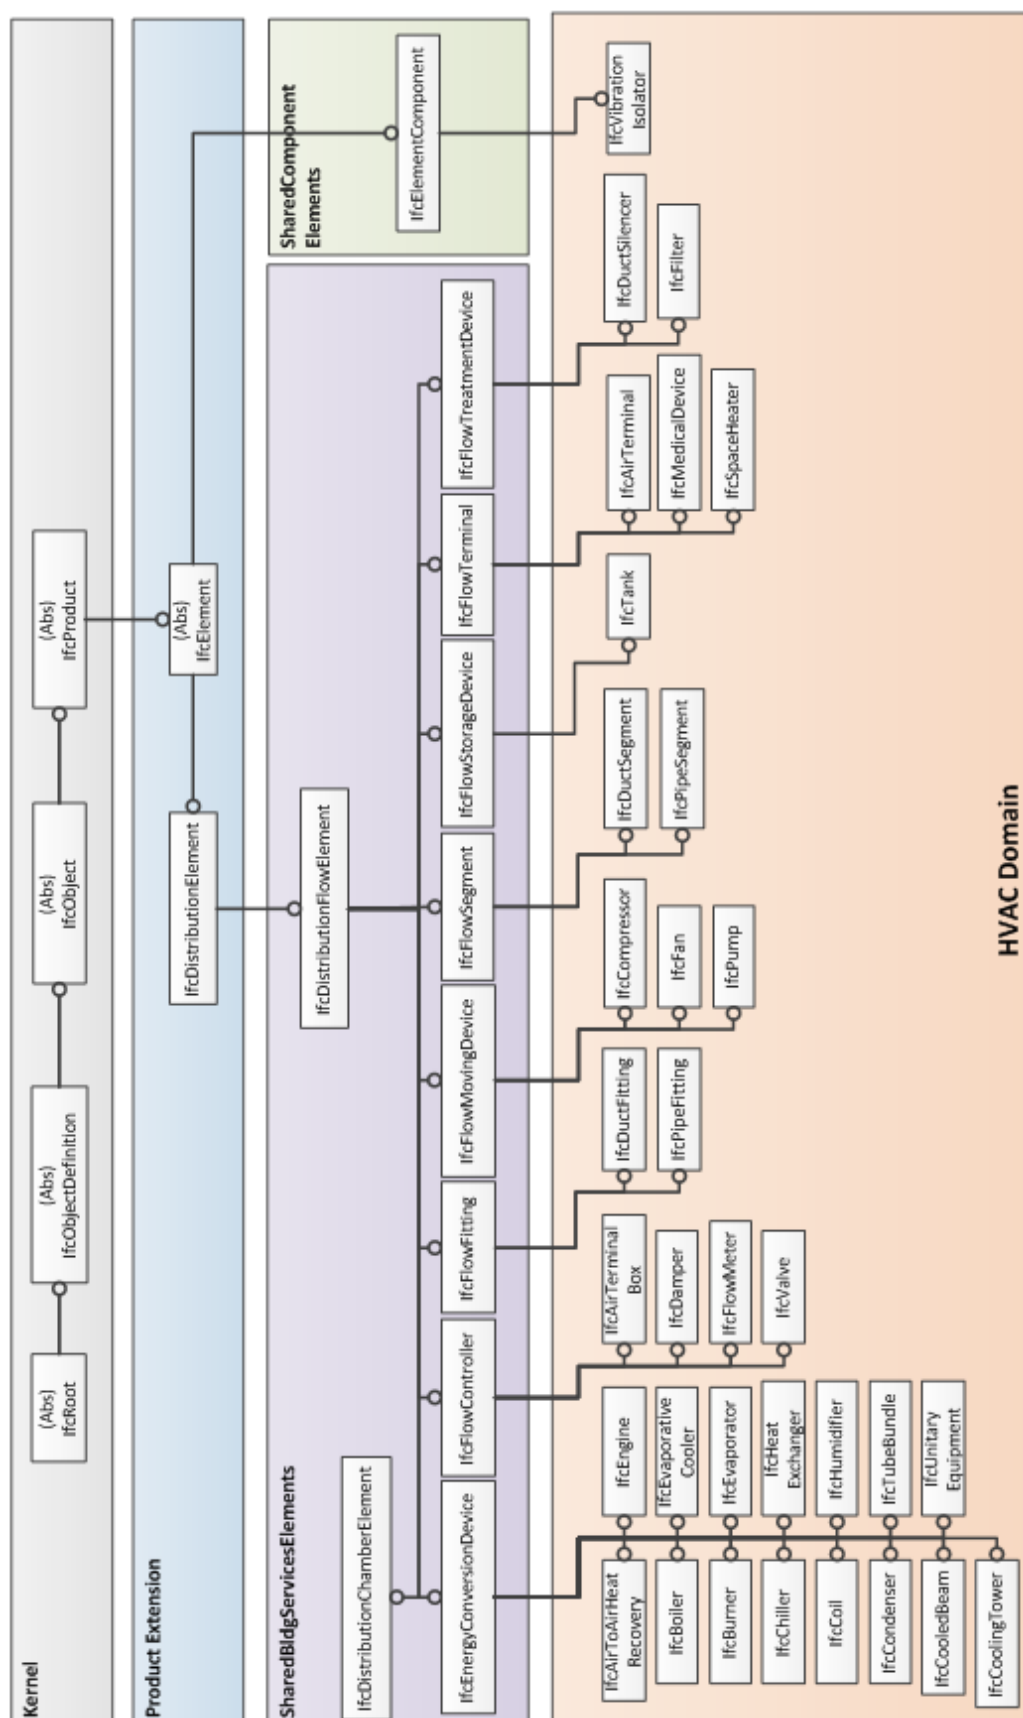 Kernel
(Abs)
IfcRoot
(Abs)
IfcObjectDefinition
(Abs)
IfcObject
(Abs)
IfcProduct
Product Extension
IfcDistributionElement
(Abs)
IfcElement
SharedBldgServicesElements
IfcDistributionChamberElement
IfcDistributionFlowElement
IfcEnergyConversionDevice
IfcFlowController
IfcFlowFitting
IfcFlowMovingDevice
IfcFlowSegment
IfcFlowStorageDevice
IfcFlowTerminal
IfcFlowTreatmentDevice
SharedComponent
Elements
IfcElementComponent
IfcAirToAirHeat
Recovery
IfcBoiler
IfcBurner
IfcChiller
IfcCoil
IfcCondenser
IfcCooledBeam
IfcCoolingTower
IfcEngine
IfcEvaporative
Cooler
IfcEvaporator
IfcHeat
Exchanger
IfcHumidifier
IfcTubeBundle
IfcUnitary
Equipment
IfcAirTerminal
Box
IfcDamper
IfcFlowMeter
IfcValve
IfcDuctFitting
IfcPipeFitting
IfcCompressor
IfcFan
IfcPump
IfcDuctSegment
IfcPipeSegment
IfcTank
IfcAirTerminal
IfcMedicalDevice
IfcSpaceHeater
IfcDuctSilencer
IfcFilter
IfcVibration
Isolator
HVAC Domain